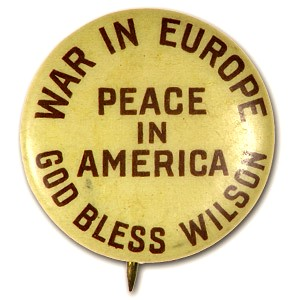 WAR IN EUROPE
PEACE
IN
AMERICA
GOD BLESS WILSON